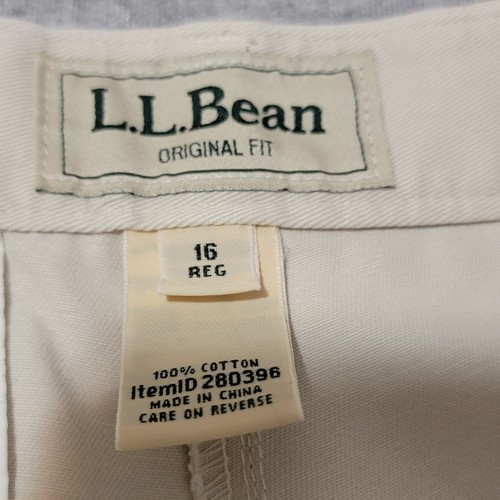 L.L.Bean
ORIGINAL FIT
16
REG
100% COTTON
ItemID 280396
MADE IN CHINA
CARE ON REVERSE